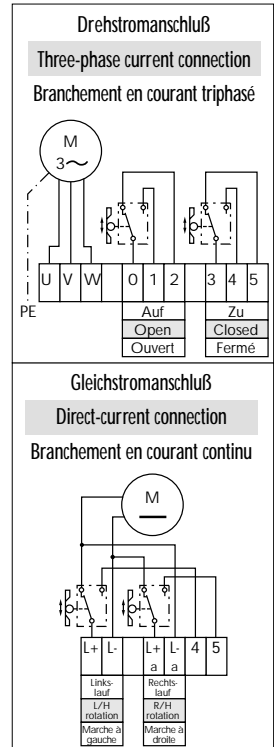 Drehstromanschluß
Three-phase current connection
Branchement en courant triphasé
M
3~
U V W 0 1 2 3 4 5
PE
Auf Zu
Open Closed
Ouvert Fermé
Gleichstromanschluß
Direct-current connection
Branchement en courant continu
M
L+ L- L+ L- 4 5
a a
Links- Rechts-
lauf lauf
L/H R/H
rotation rotation
Marche à Marche à
gauche droite